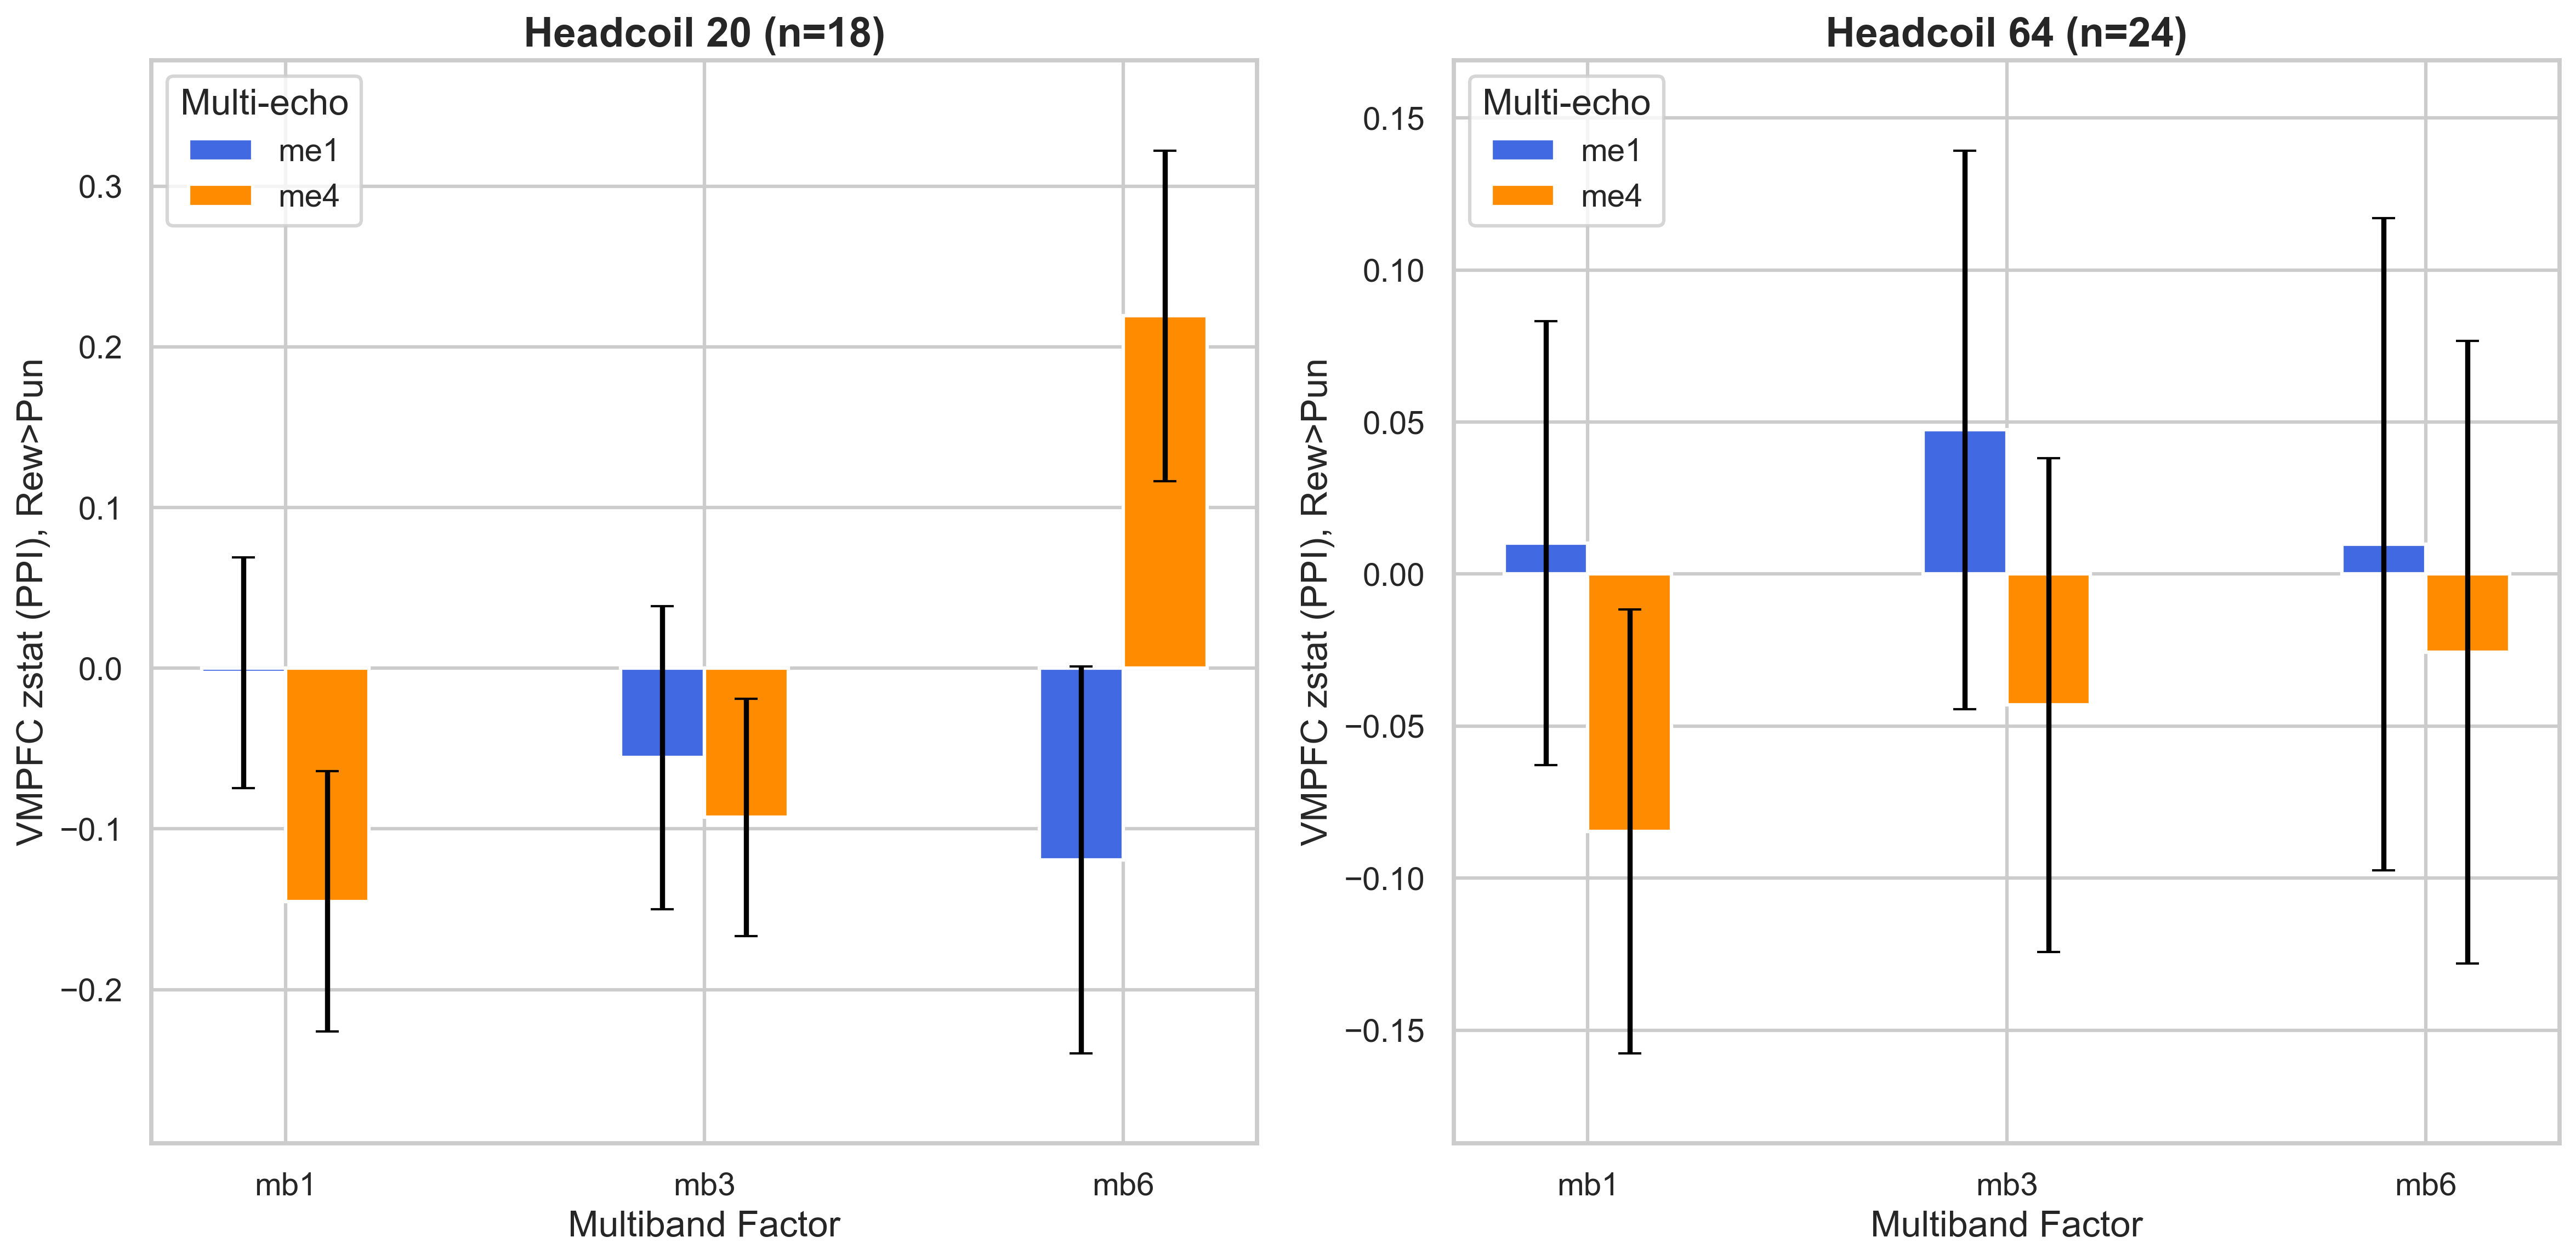 Headcoil 20 (n=18)
Multi-echo
me1
me4
0.3
0.2
0.1
0.0
−0.1
−0.2
VMPFC zstat (PPI), Rew>Pun
mb1
mb3
mb6
Multiband Factor
Headcoil 64 (n=24)
Multi-echo
me1
me4
0.15
0.10
0.05
0.00
−0.05
−0.10
−0.15
VMPFC zstat (PPI), Rew>Pun
mb1
mb3
mb6
Multiband Factor